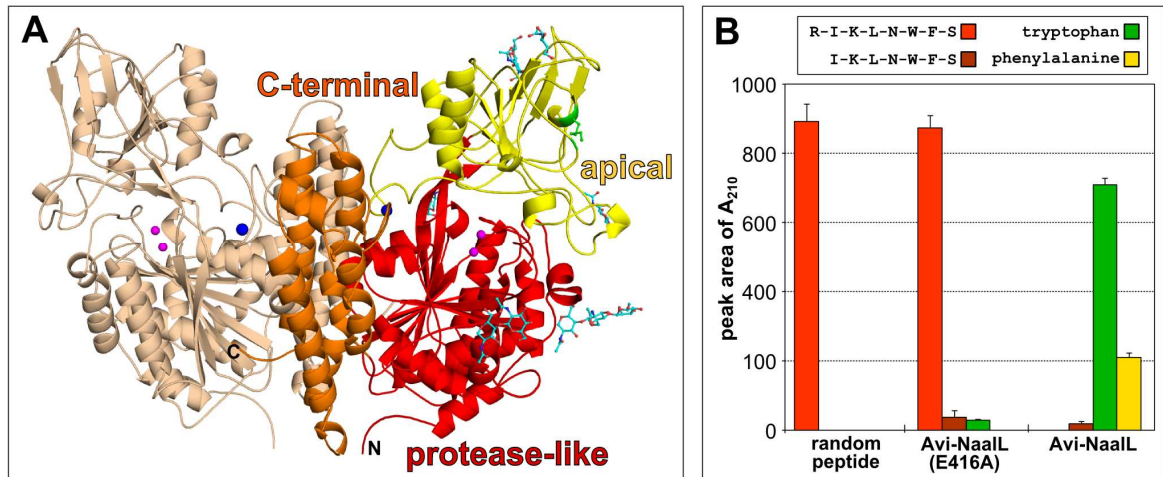 A
C-terminal
apical
C
N
protease-like
B
R-I-K-L-N-W-F-S
tryptophan
I-K-L-N-W-F-S
phenylalanine
peak area of A210
1000
800
600
400
100
0
random
peptide
Avi-NaalL
(E416A)
Avi-NaalL